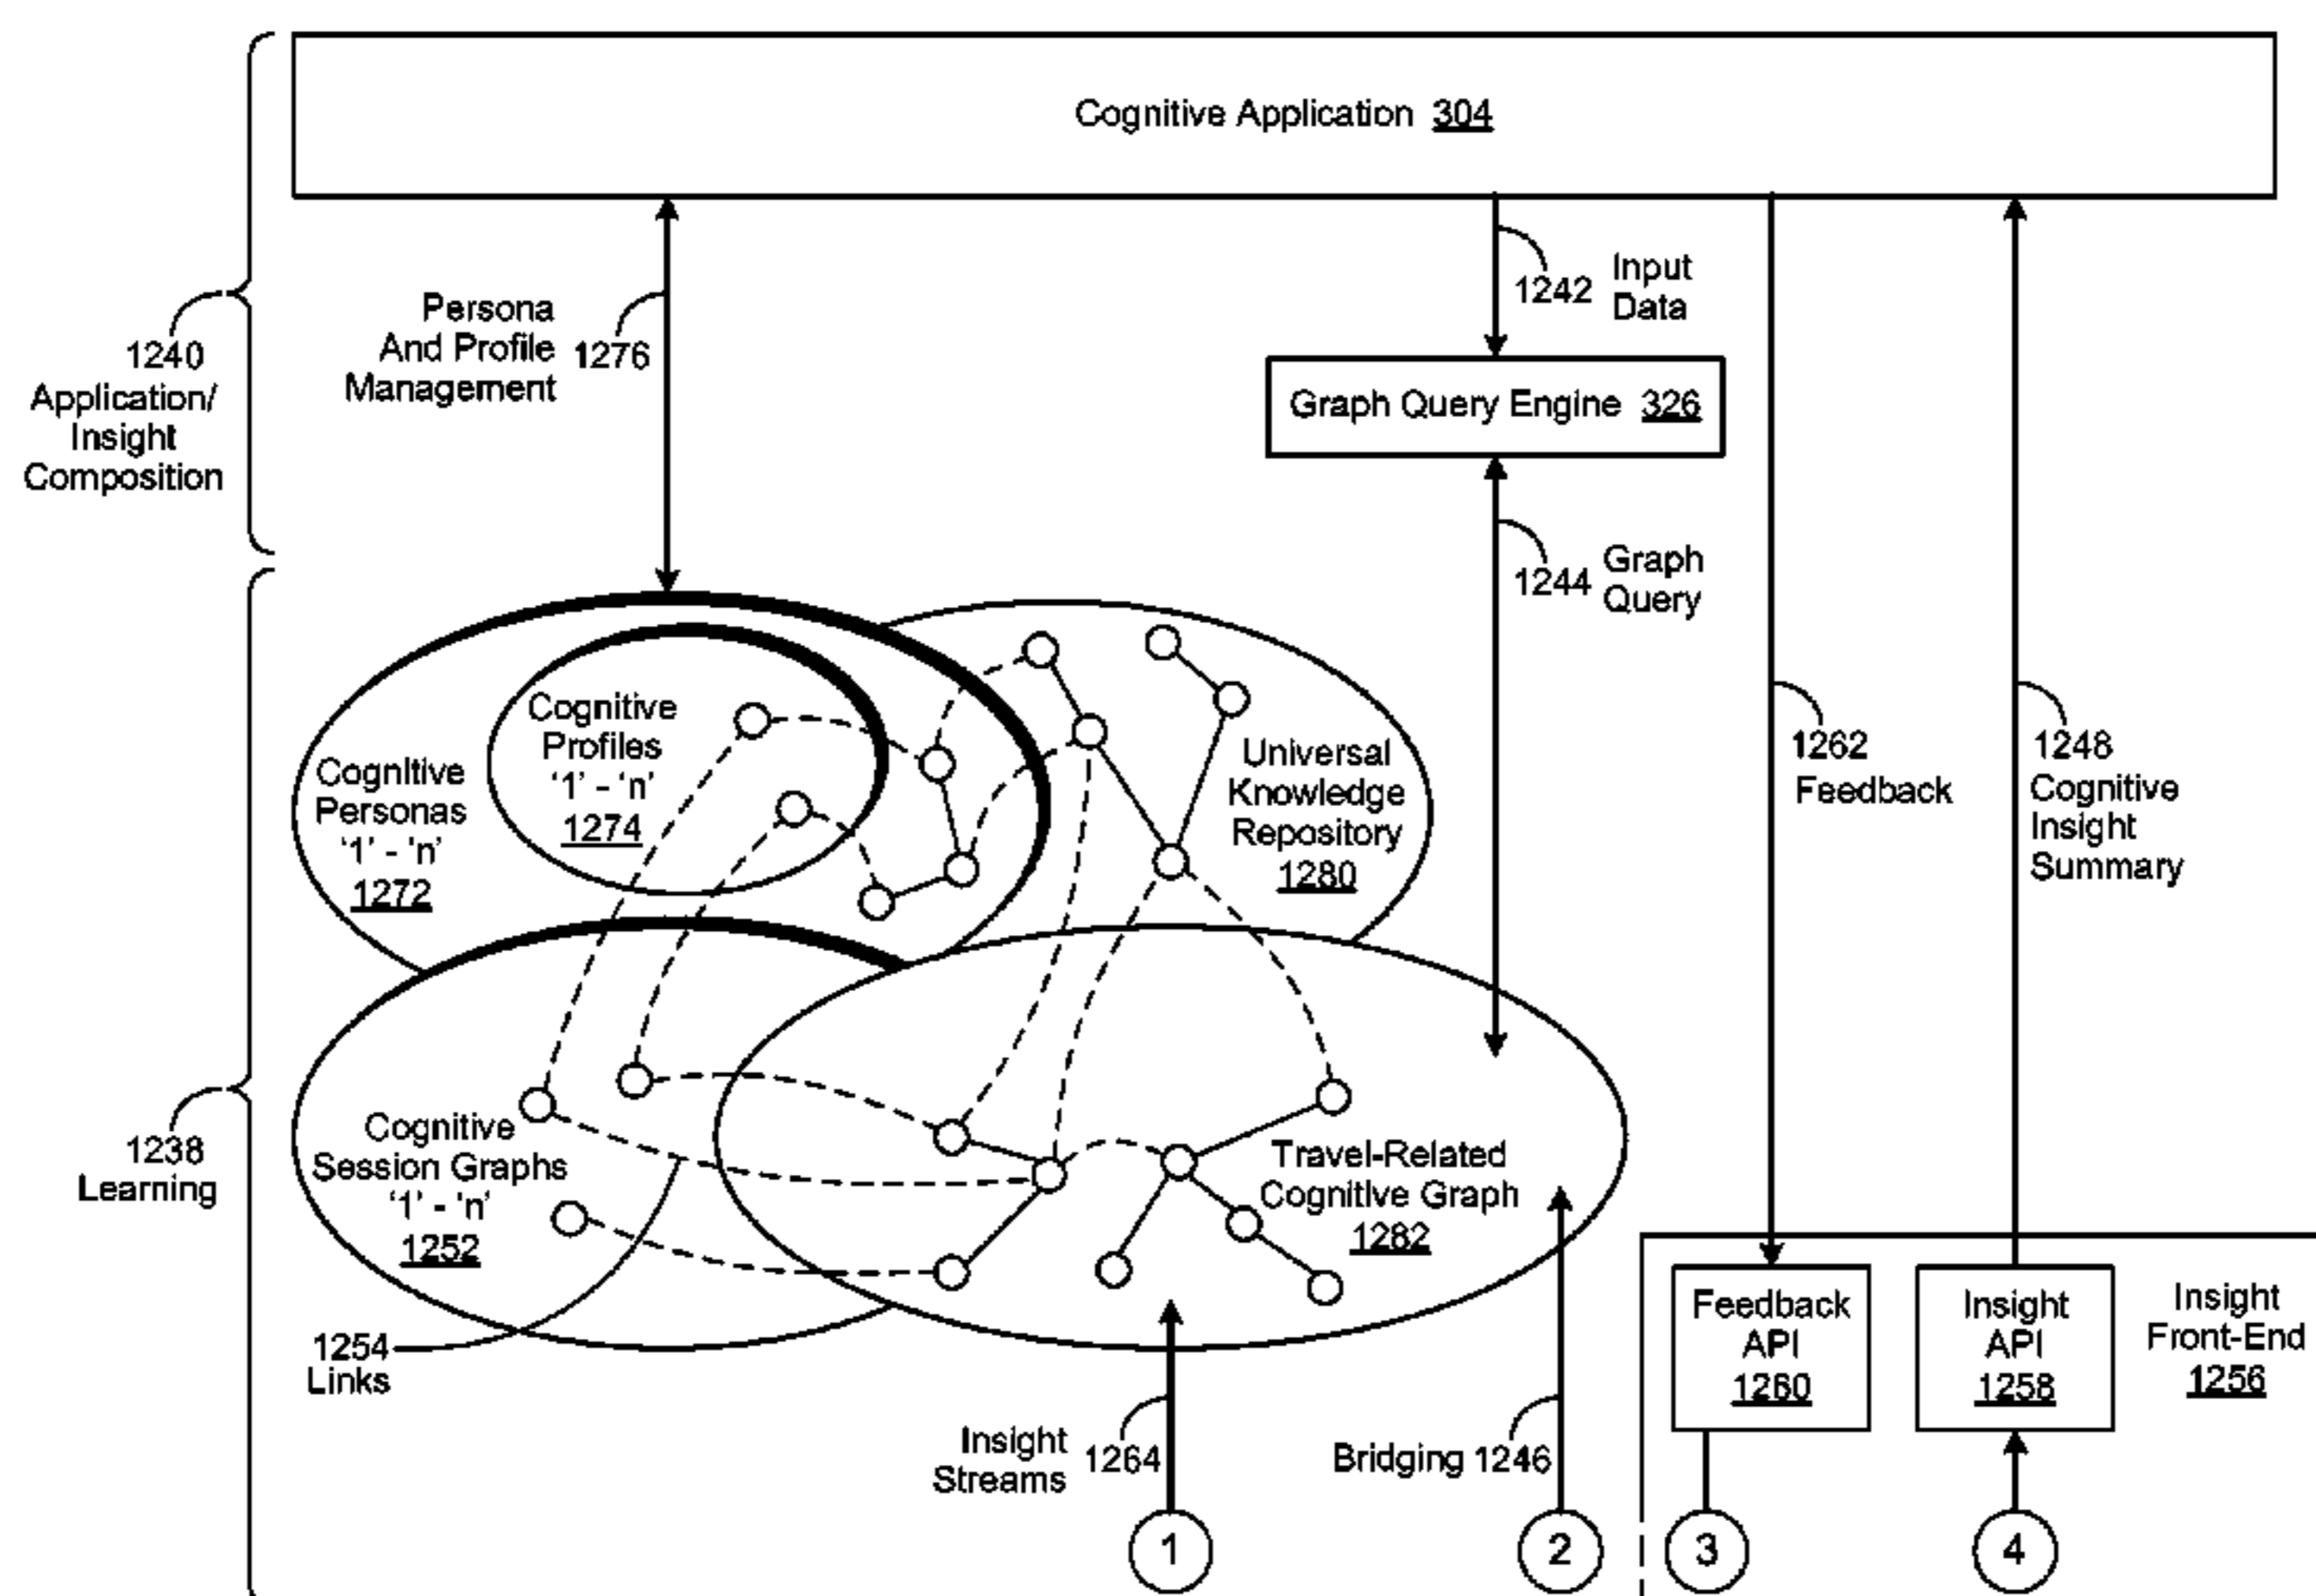 Cognitive Application 304
1242
Input
Data
Persona
And Profile
Management
1276
1240
Application/
Insight
Composition
Graph Query Engine 326
1244
Graph
Query
Cognitive
Profiles
'1' - 'n'
1274
Cognitive
Personas
'1' - 'n'
1272
Universal
Knowledge
Repository
1280
1262
Feedback
1248
Cognitive
Insight
Summary
1238
Learning
Cognitive
Session Graphs
'1' - 'n'
1252
Travel-Related
Cognitive Graph
1282
1254
Links
Feedback
API
1260
Insight
API
1258
Insight
Front-End
1256
Insight
Streams
1264
Bridging 1246
1
2
3
4